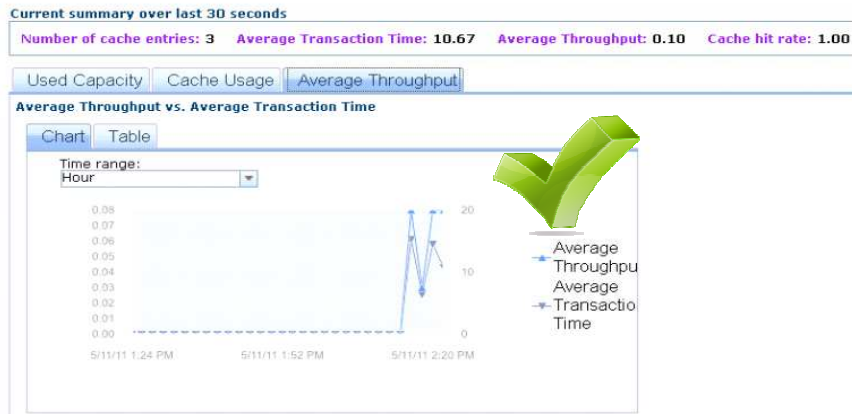 Current summary over last 30 seconds
Number of cache entries: 3 Average Transaction Time: 10.67 Average Throughput: 0.10 Cache hit rate: 1.00
Used Capacity Cache Usage Average Throughput
Average Throughput vs. Average Transaction Time
Chart Table
Time range:
Hour
0.08
0.07
0.06
0.05
0.04
0.03
0.02
0.01
0.00
20
10
0
5/11/11 1:24 PM 5/11/11 1:52 PM 5/11/11 2:20 PM
Average
Throughpu
Average
Transactio
Time